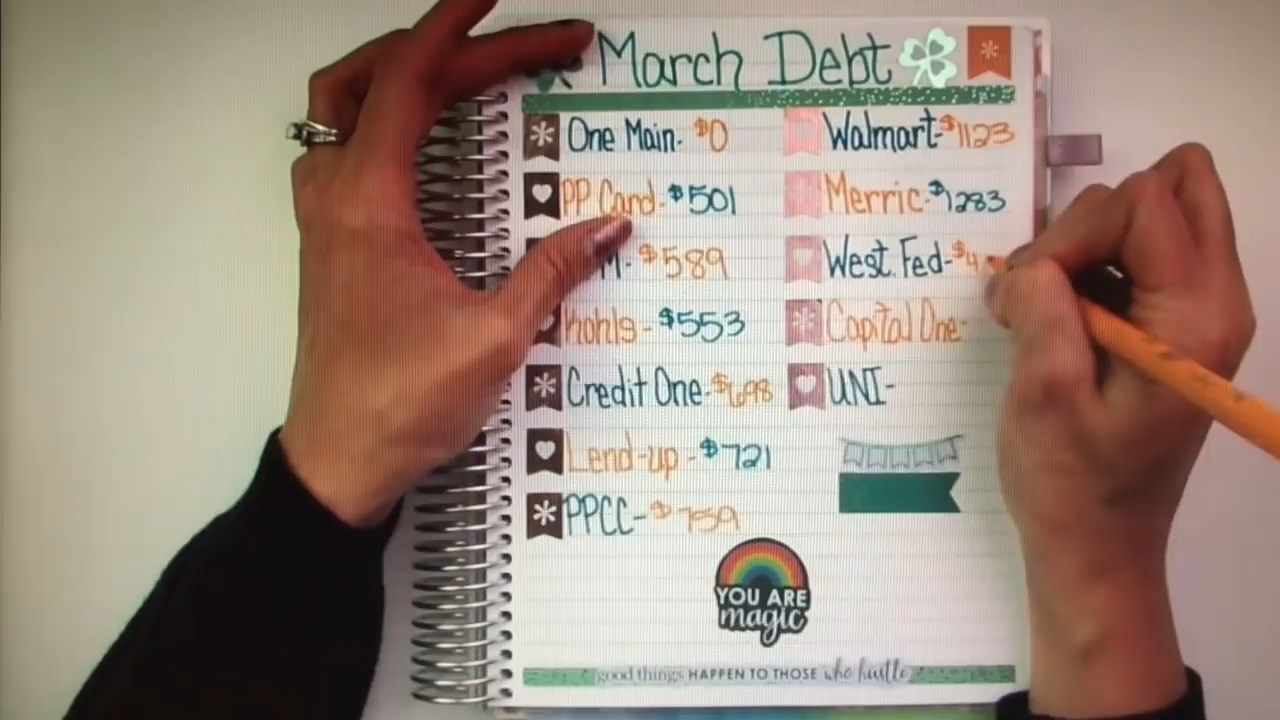 March Debt
One Main- $0
PP Card- $501
M- $589
Kohls- $553
Credit One- $698
Lend-up - $721
PPCC- $759
Walmart- $1123
Merric- $1283
West. Fed- $4
Capital One-
UNI-
YOU ARE
magic
good things HAPPEN TO THOSE who hustle